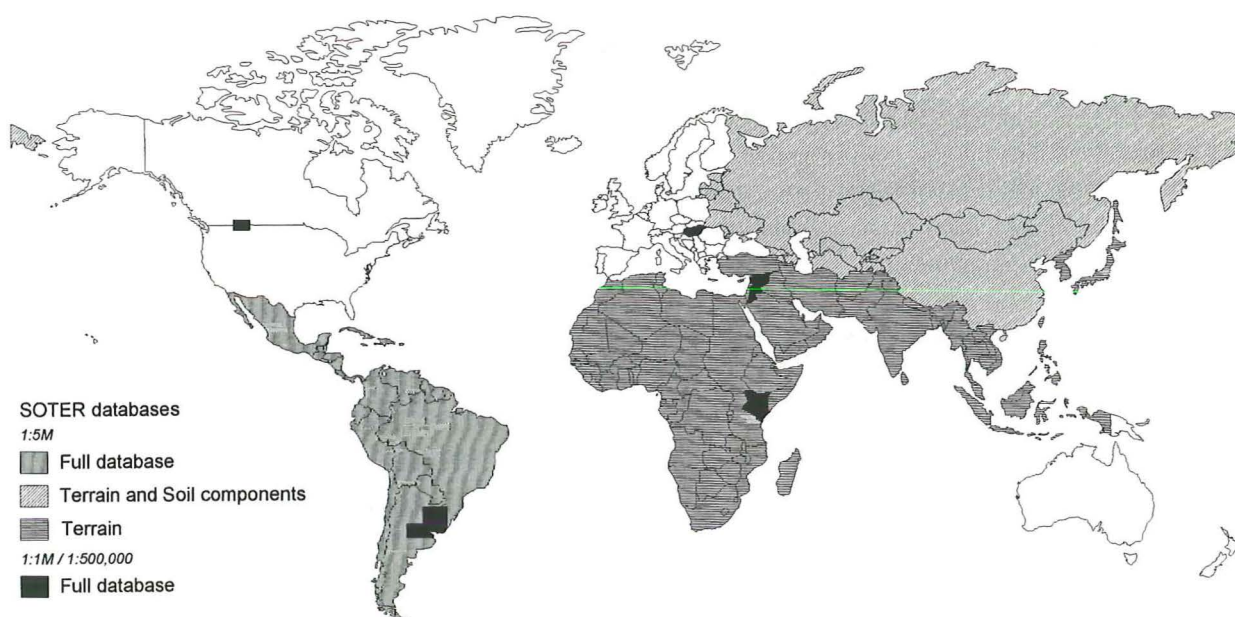 SOTER databases
1:5M
Full database
Terrain and Soil components
Terrain
1:1M / 1:500,000
Full database